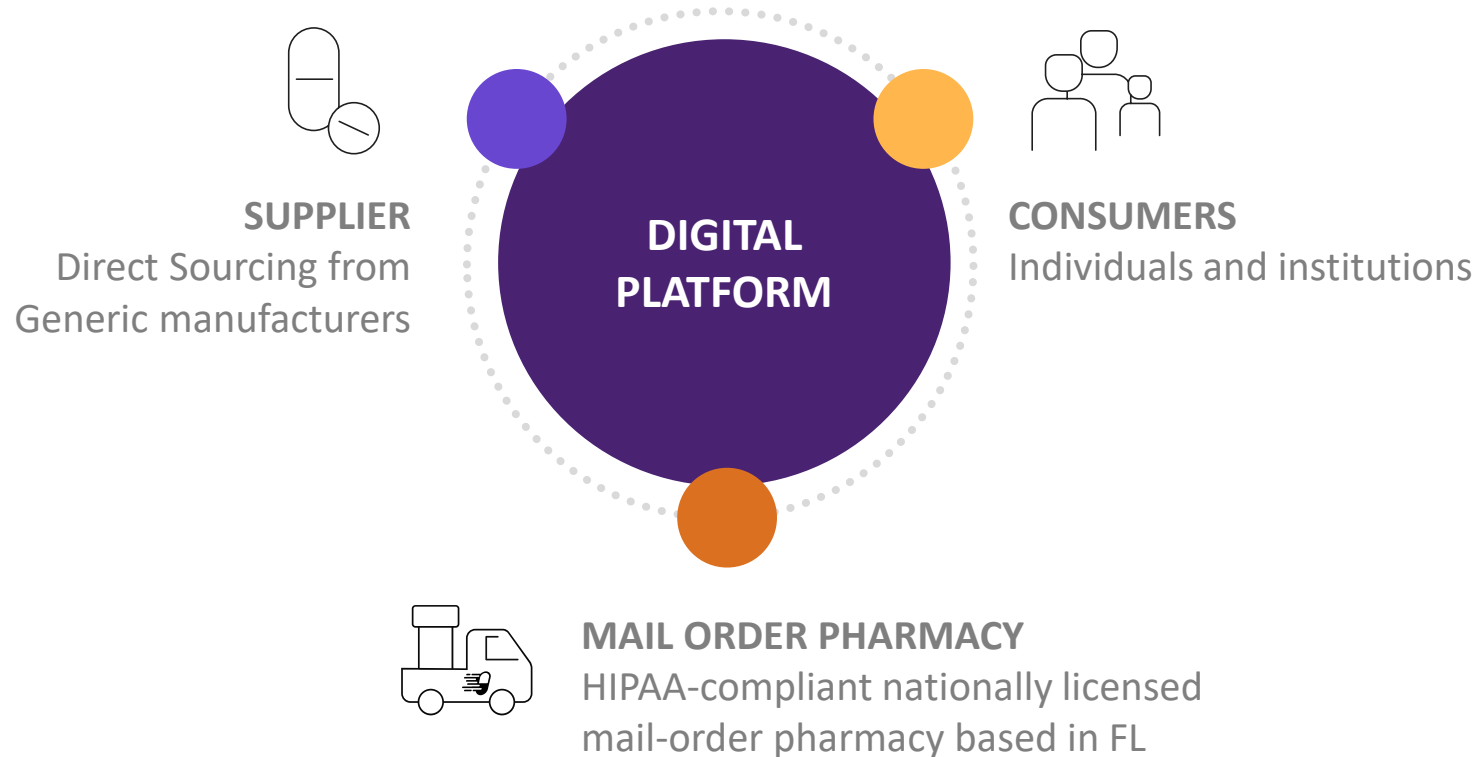 SUPPLIER
Direct Sourcing from
Generic manufacturers
DIGITAL
PLATFORM
CONSUMERS
Individuals and institutions
MAIL ORDER PHARMACY
HIPAA-compliant nationally licensed
mail-order pharmacy based in FL